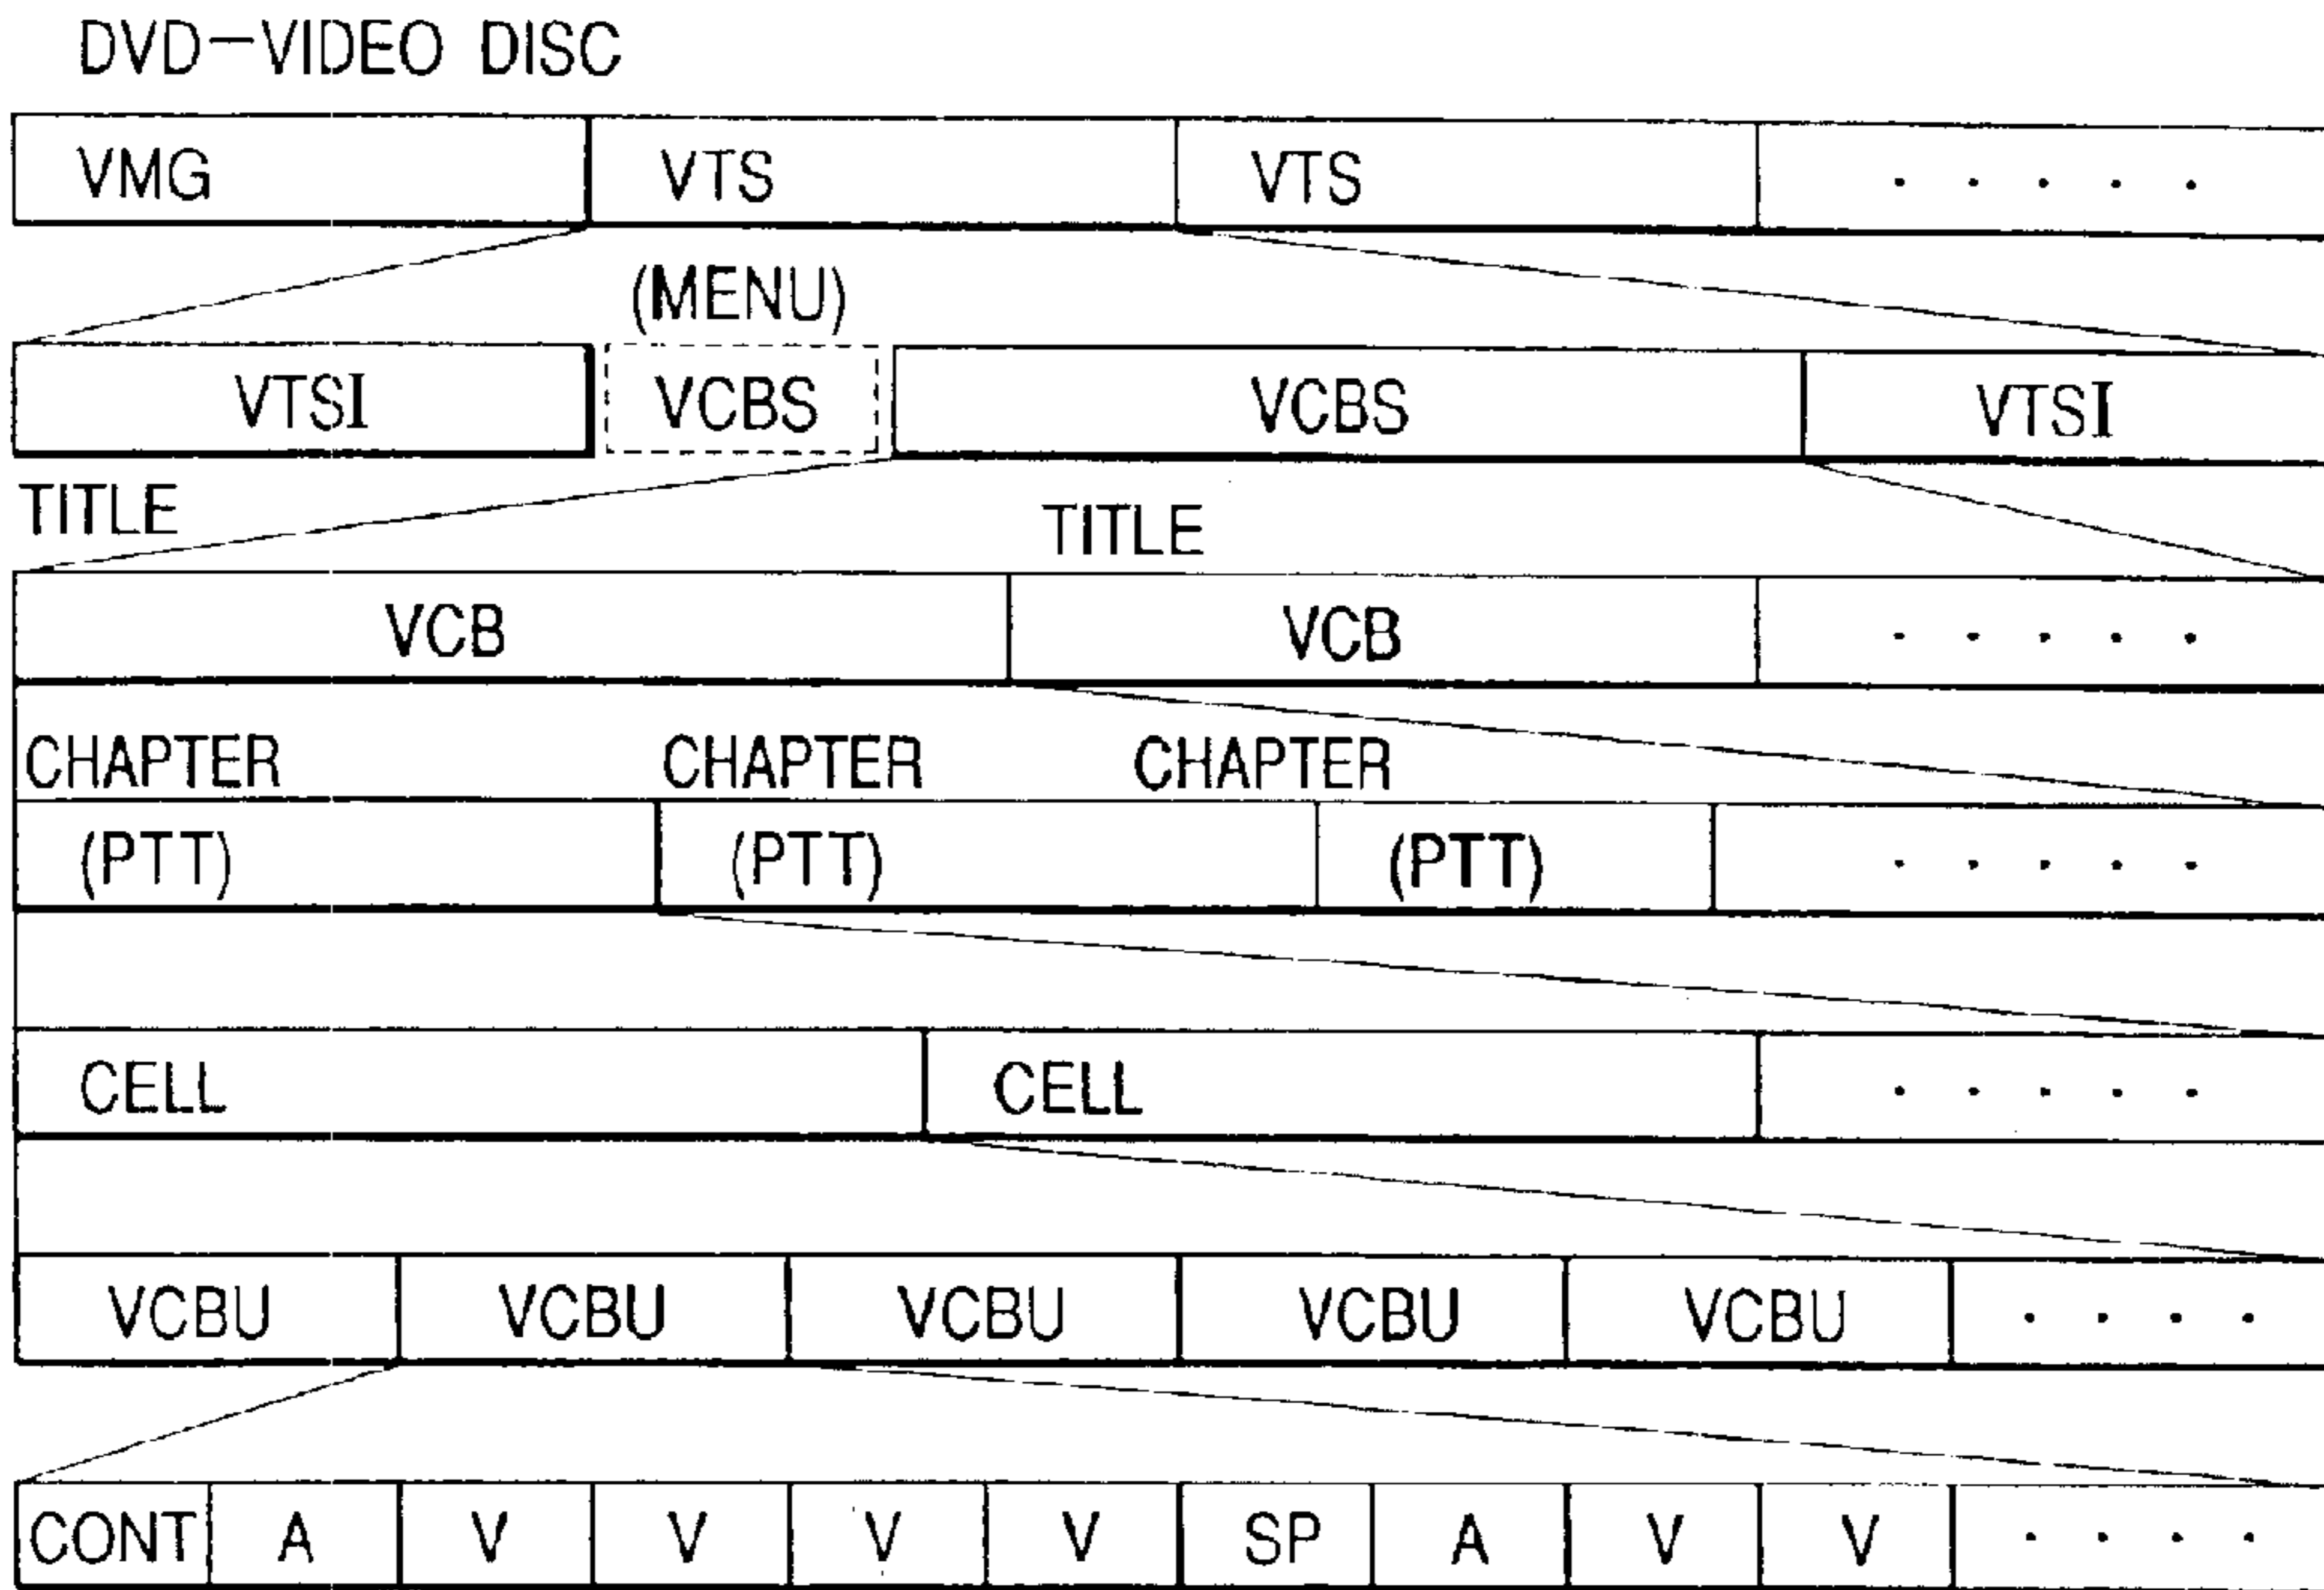 DVD-VIDEO DISC
VMG VTS VTS . . . . .
(MENU)
VTSI VCBS VCBS VTSI
TITLE TITLE
VCB VCB . . . . .
CHAPTER CHAPTER CHAPTER
(PTT) (PTT) (PTT) . . . . .
CELL CELL . . . . .
VCBU VCBU VCBU VCBU VCBU . . . .
CONT A V V V V SP A V V . . . .